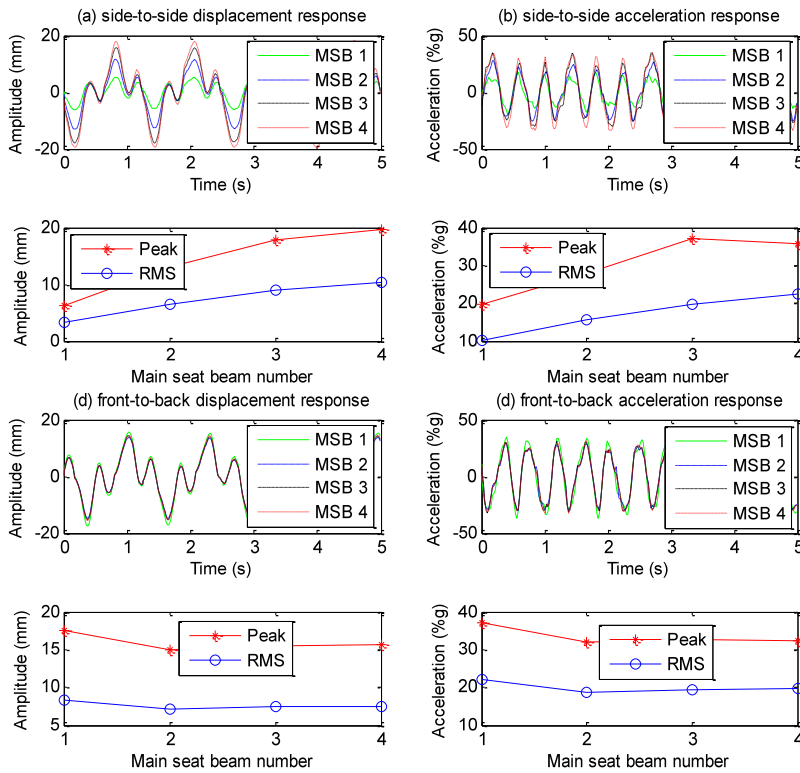 (a) side-to-side displacement response
20
0
-20
Amplitude (mm)
MSB 1
MSB 2
MSB 3
MSB 4
0 1 2 3 4 5
Time (s)
(b) side-to-side acceleration response
50
0
-50
Acceleration (%g)
MSB 1
MSB 2
MSB 3
MSB 4
0 1 2 3 4 5
Time (s)
20
10
0
Amplitude (mm)
Peak
RMS
1 2 3 4
Main seat beam number
40
30
20
10
Acceleration (%g)
Peak
RMS
1 2 3 4
Main seat beam number
(d) front-to-back displacement response
20
0
-20
Amplitude (mm)
MSB 1
MSB 2
MSB 3
MSB 4
0 1 2 3 4 5
Time (s)
(d) front-to-back acceleration response
50
0
-50
Acceleration (%g)
MSB 1
MSB 2
MSB 3
MSB 4
0 1 2 3 4 5
Time (s)
20
15
10
5
Amplitude (mm)
Peak
RMS
1 2 3 4
Main seat beam number
40
30
20
10
Acceleration (%g)
Peak
RMS
1 2 3 4
Main seat beam number